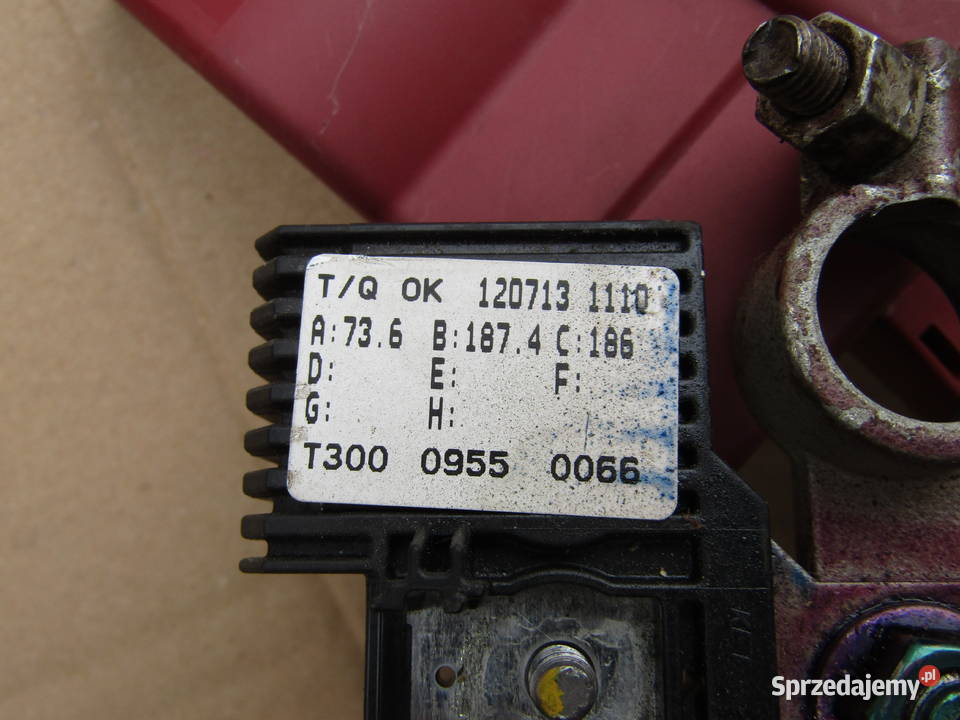 T/Q OK 120713 1110
A:73.6 B:187.4 C:186
D: E: F:
G: H:
T300 0955 0066
Sprzedajemy.pl